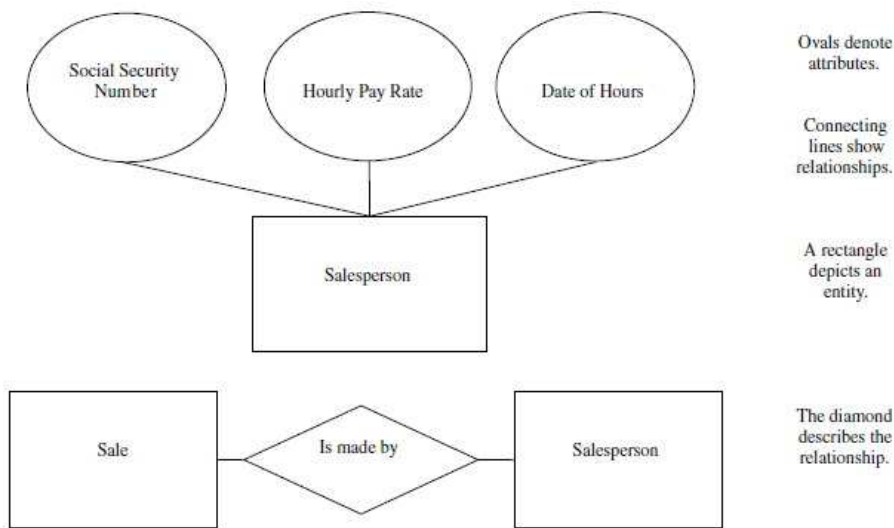 Social Security
Number
Hourly Pay Rate
Date of Hours
Ovals denote
attributes.
Connecting
lines show
relationships.
Salesperson
A rectangle
depicts an
entity.
Sale
Is made by
Salesperson
The diamond
describes the
relationship.